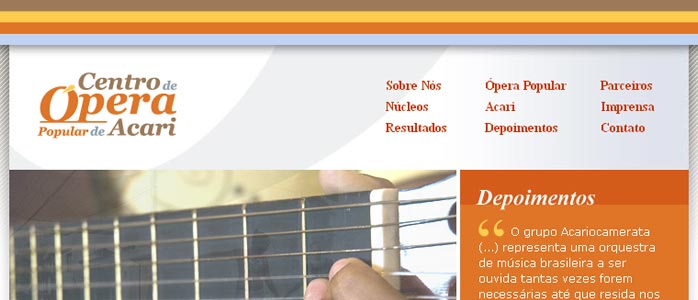 Centro de
Ópera
Popular de Acari
Sobre Nós
Núcleos
Resultados
Ópera Popular
Acari
Depoimentos
Parceiros
Imprensa
Contato
Depoimentos
“ O grupo Acariocamerata
(...) representa uma orquestra
de música brasileira a ser
ouvida tantas vezes forem
necessárias até que resida nos